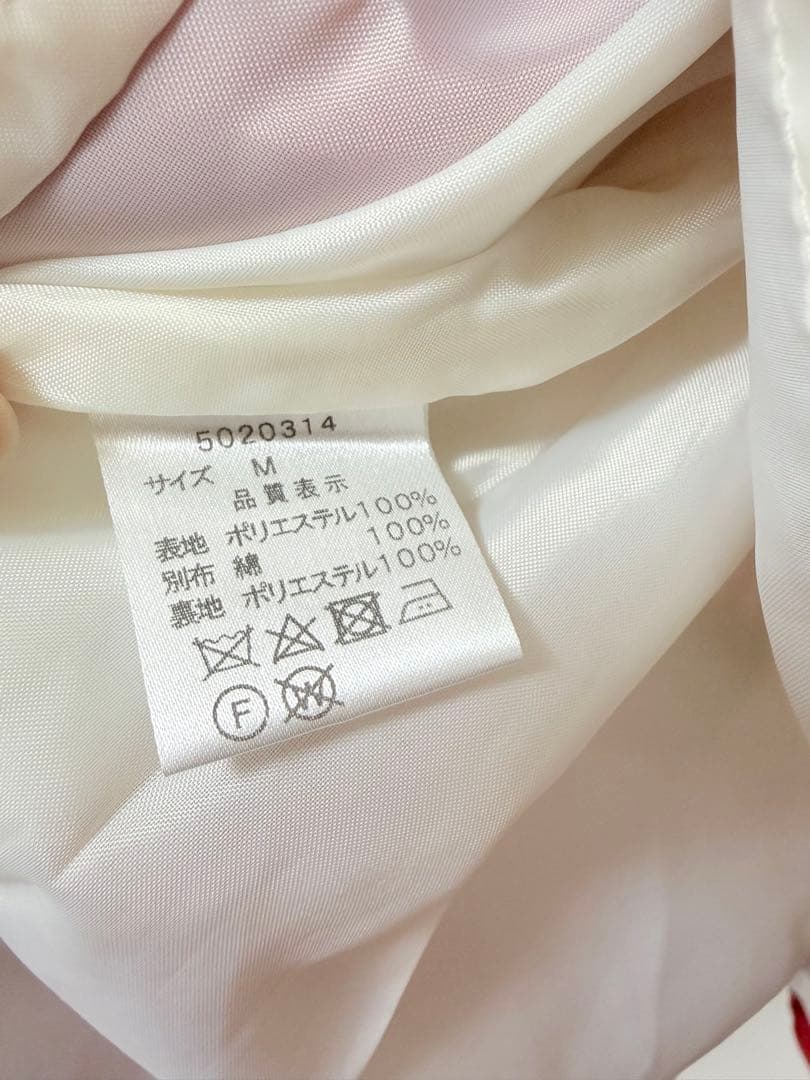 5020314
サイズ M
品質表示
表地 ポリエステル100%
別布 綿 100%
裏地 ポリエステル100%
F W